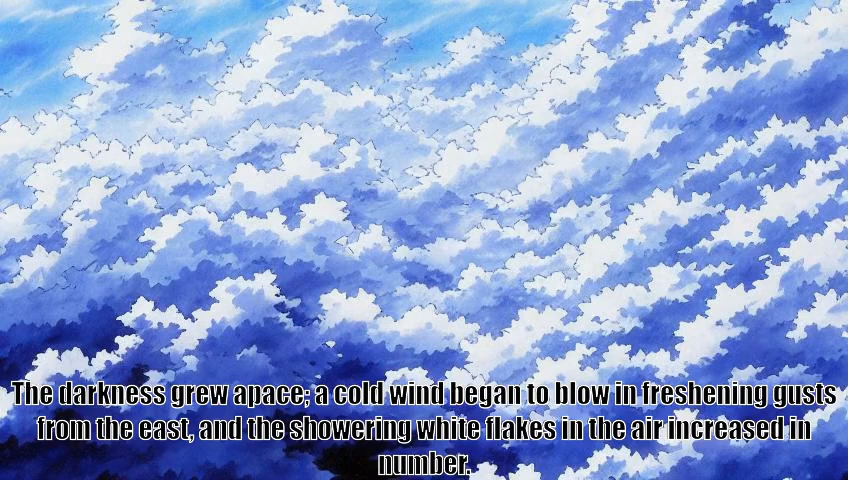 The darkness grew apace; a cold wind began to blow in freshening gusts
from the east, and the showering white flakes in the air increased in
number.